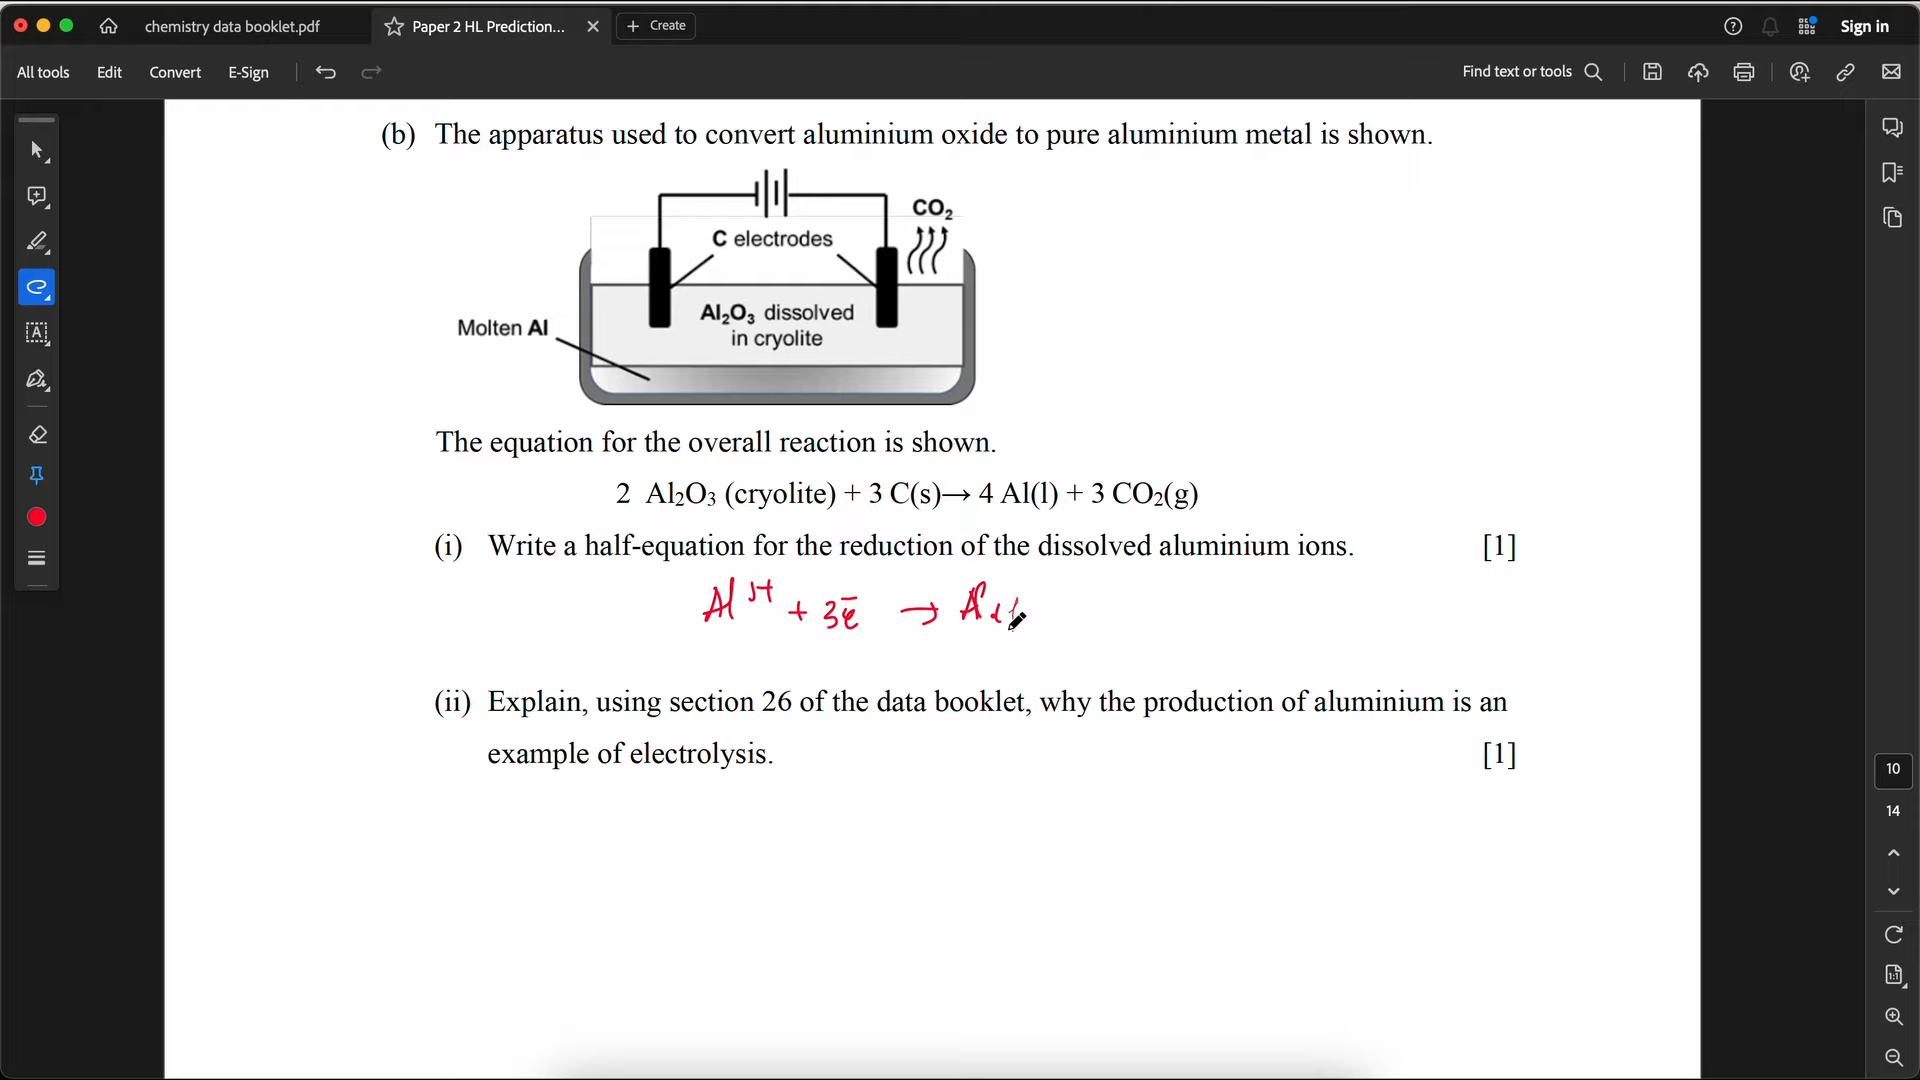 chemistry data booklet.pdf
Paper 2 HL Prediction...
Create
Sign in
All tools
Edit
Convert
E-Sign
Find text or tools
(b) The apparatus used to convert aluminium oxide to pure aluminium metal is shown.
CO₂
C electrodes
Al₂O₃ dissolved
in cryolite
Molten Al
The equation for the overall reaction is shown.
2 Al₂O₃ (cryolite) + 3 C(s)→ 4 Al(l) + 3 CO₂(g)
(i) Write a half-equation for the reduction of the dissolved aluminium ions. [1]
Al³⁺ + 3e⁻ → Al
(ii) Explain, using section 26 of the data booklet, why the production of aluminium is an
example of electrolysis. [1]
10
14